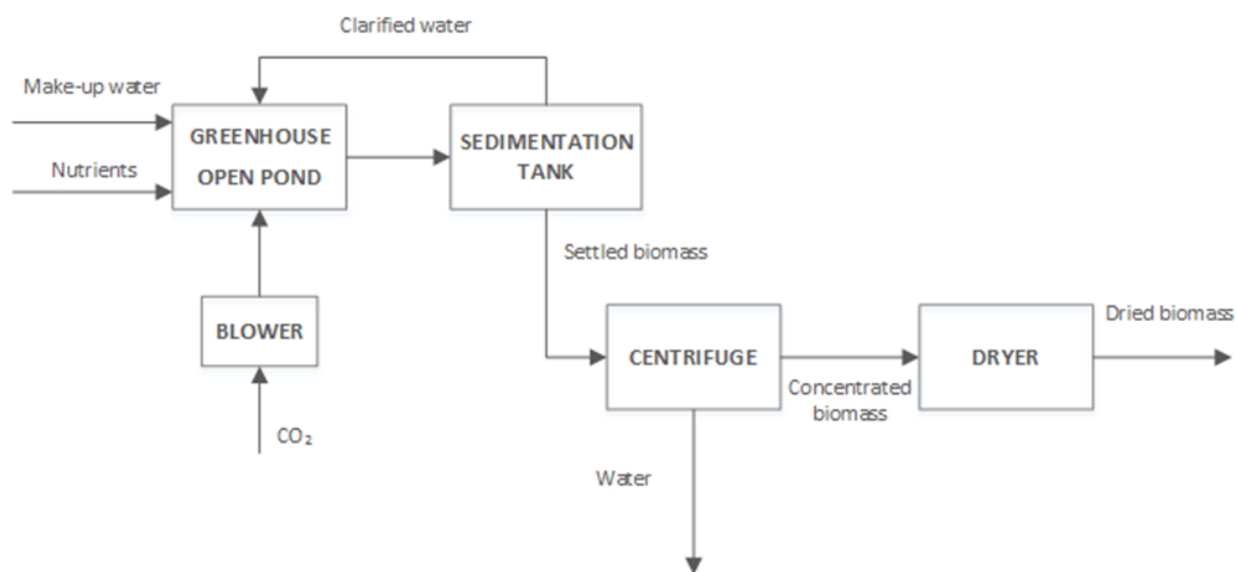 Clarified water
Make-up water
GREENHOUSE
OPEN POND
SEDIMENTATION
TANK
Nutrients
Settled biomass
BLOWER
CO₂
CENTRIFUGE
Concentrated
biomass
DRYER
Dried biomass
Water